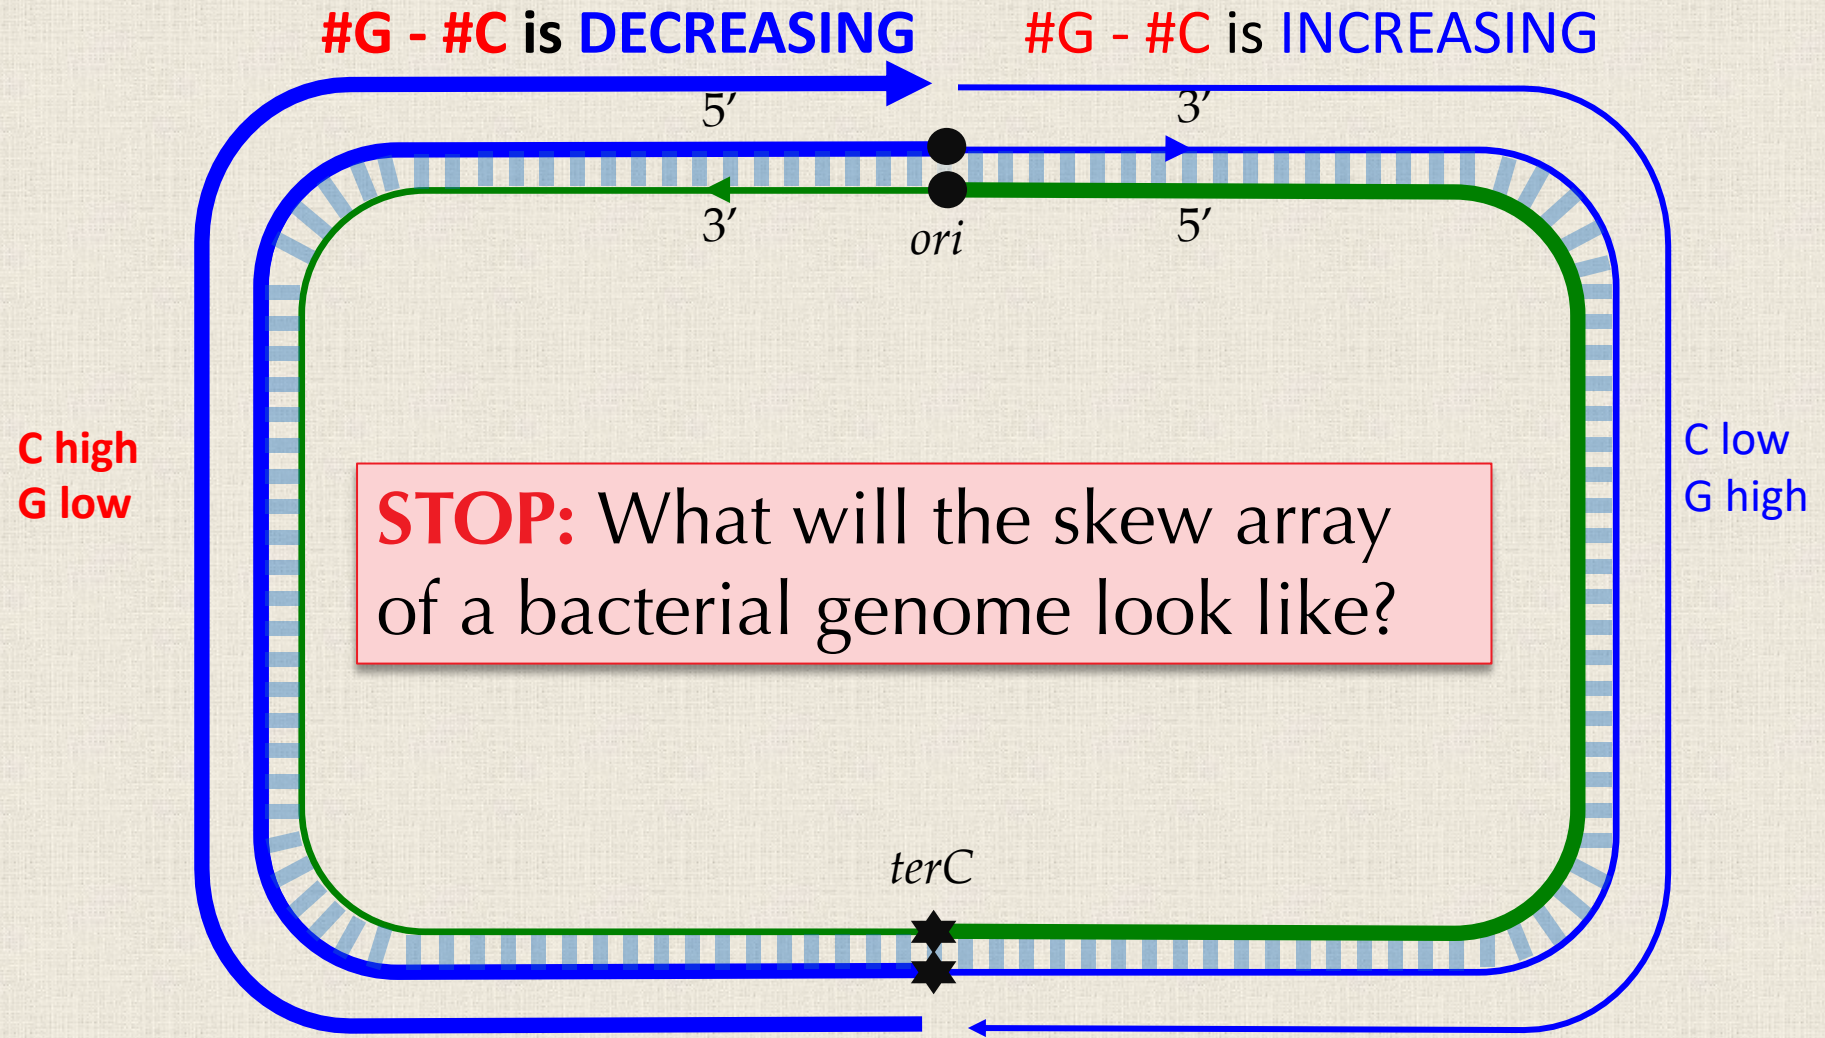 #G - #C is DECREASING
#G - #C is INCREASING
5′
3′
3′
ori
5′
C high
G low
C low
G high
STOP: What will the skew array
of a bacterial genome look like?
terC